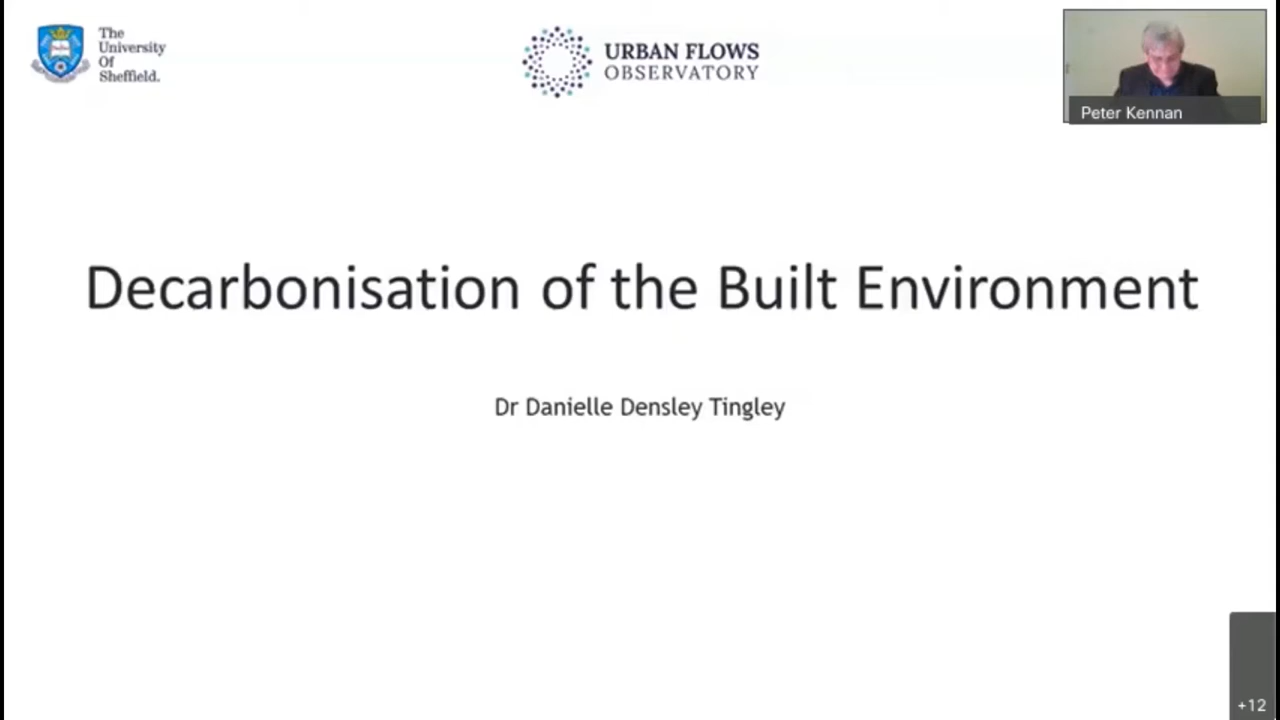 The
University
Of
Sheffield.
URBAN FLOWS
OBSERVATORY
Peter Kennan
Decarbonisation of the Built Environment
Dr Danielle Densley Tingley
+12